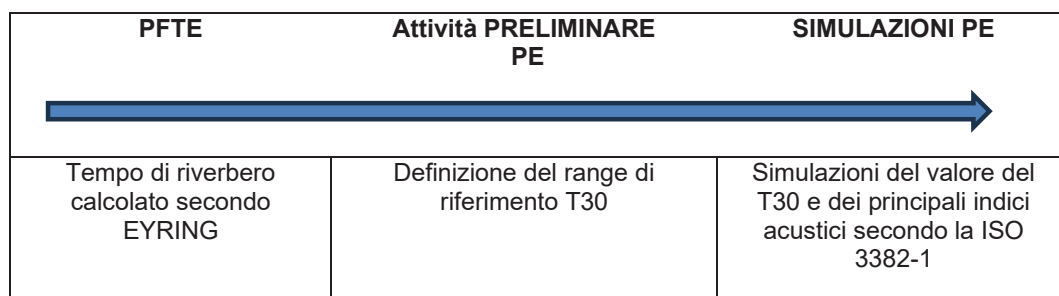 PFTE
Attività PRELIMINARE
PE
SIMULAZIONI PE
Tempo di riverbero
calcolato secondo
EYRING
Definizione del range di
riferimento T30
Simulazioni del valore del
T30 e dei principali indici
acustici secondo la ISO
3382-1